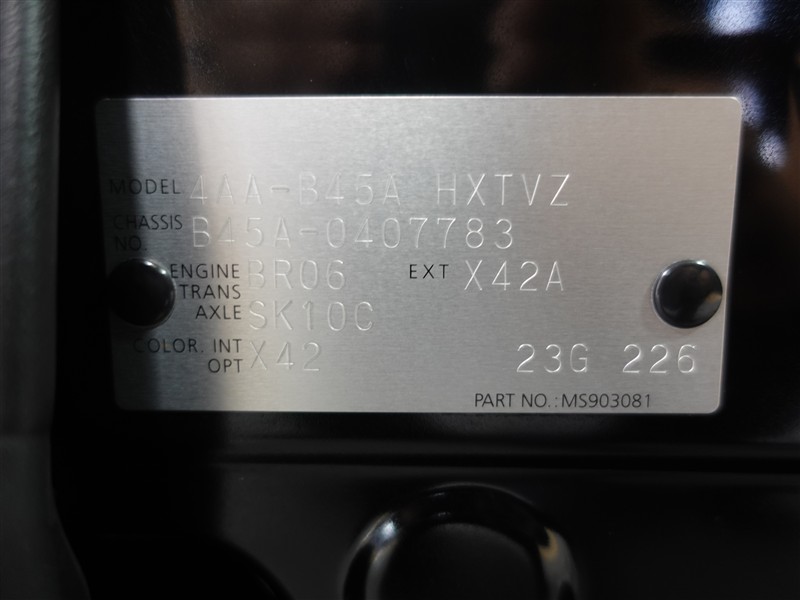 MODEL 4AA-B45A HXTVZ
CHASSIS NO. B45A-0407783
ENGINE BR06 EXT X42A
TRANS AXLE SK10C
COLOR. INT X42
OPT 23G 226
PART NO.: MS903081